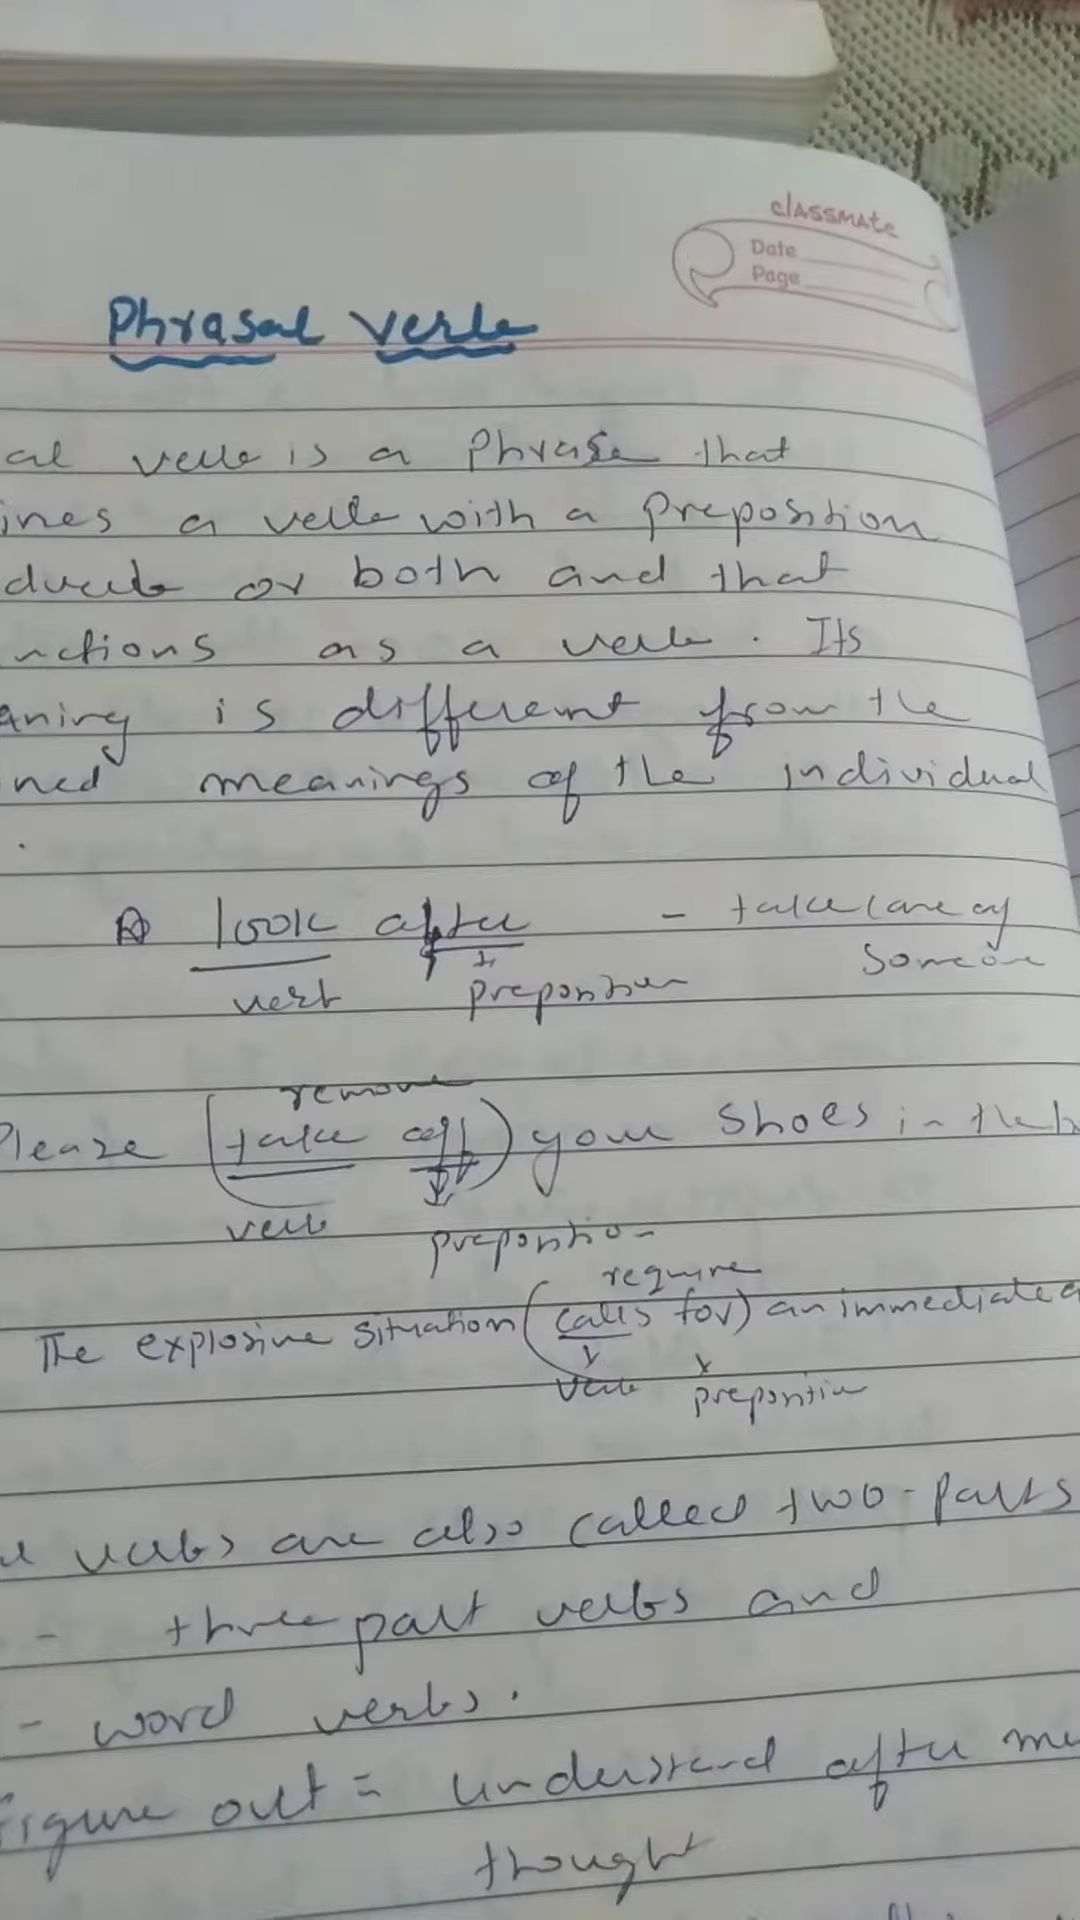 classmate
Date
Page
Phrasal verb
al verb is a Phrase that
ines a verb with a preposition
dverb or both and that
nctions as a verb. Its
aning is different from the
ned meanings of the individual
.
look after - take care of
someone
verb preposition
remove
Please (take off) your shoes in the h
verb preposition
require
The explosive situation (calls for) an immediate a
verb preposition
al verbs are also called two-parts
- three part verbs and
- word verbs.
figure out = understand after mu
thought